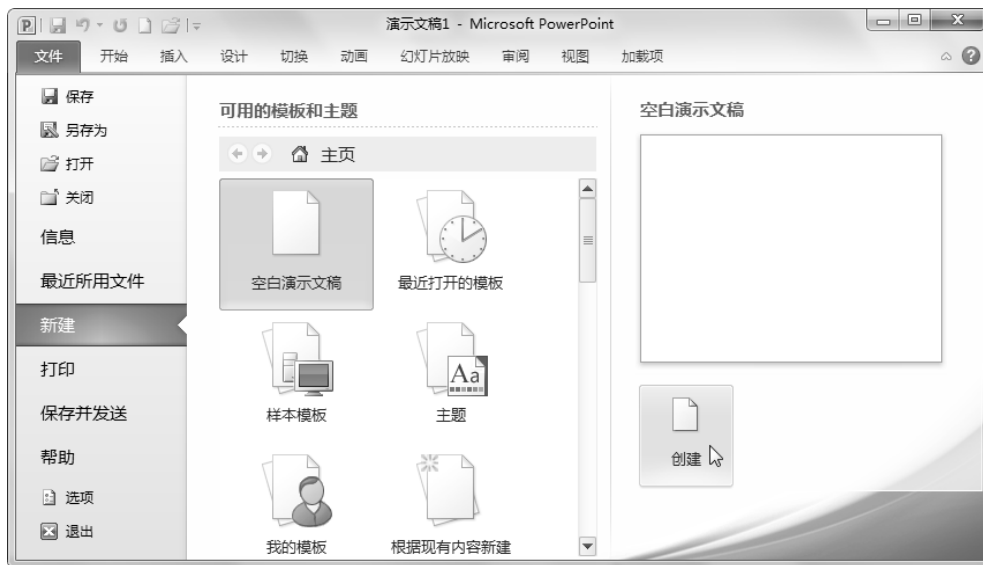 演示文稿1 - Microsoft PowerPoint
文件 开始 插入 设计 切换 动画 幻灯片放映 审阅 视图 加载项
保存
另存为
打开
关闭
信息
最近所用文件
新建
打印
保存并发送
帮助
选项
退出
可用的模板和主题
主页
空白演示文稿
最近打开的模板
样本模板
Aa
主题
我的模板
根据现有内容新建
空白演示文稿
创建